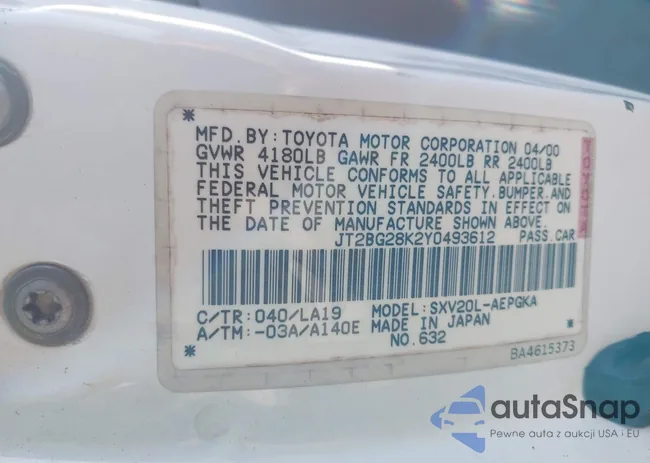 MFD. BY: TOYOTA MOTOR CORPORATION 04/00
GVWR 4180LB GAWR FR 2400LB RR 2400LB
THIS VEHICLE CONFORMS TO ALL APPLICABLE
FEDERAL MOTOR VEHICLE SAFETY, BUMPER, AND
THEFT PREVENTION STANDARDS IN EFFECT ON
THE DATE OF MANUFACTURE SHOWN ABOVE.
JT2BG28K2Y0493612 PASS.CAR
C/TR: 040/LA19 MODEL: SXV20L-AEPGKA
A/TM: -03A/A140E MADE IN JAPAN
NO.632
BA4615373
TOYOTA
autaSnap
Pewne auta z aukcji USA i EU